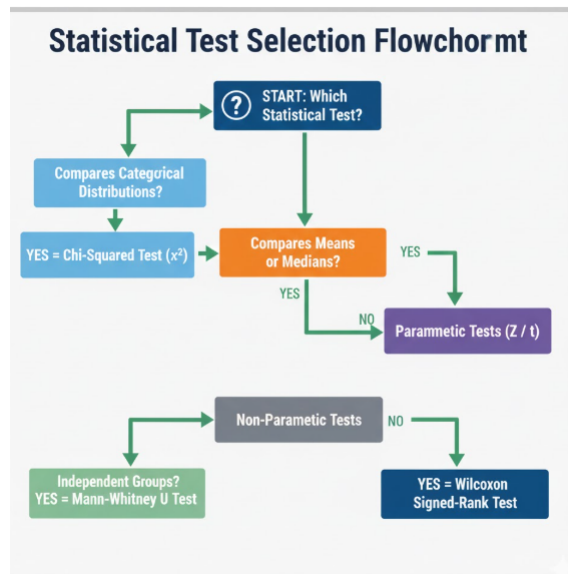 Statistical Test Selection Flowchormt
?
START: Which
Statistical Test?
Compares Categorical
Distributions?
YES = Chi-Squared Test (x²)
Compares Means
or Medians?
YES
YES
NO
Parammetic Tests (Z / t)
Non-Parametic Tests
NO
Independent Groups?
YES = Mann-Whitney U Test
YES = Wilcoxon
Signed-Rank Test